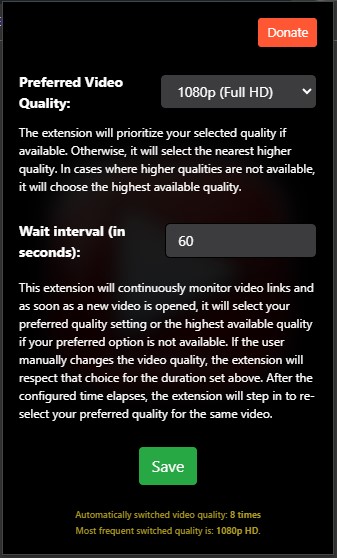 Donate
Preferred Video
Quality:
1080p (Full HD)
The extension will prioritize your selected quality if
available. Otherwise, it will select the nearest higher
quality. In cases where higher qualities are not available,
it will choose the highest available quality.
Wait interval (in
seconds):
60
This extension will continuously monitor video links and
as soon as a new video is opened, it will select your
preferred quality setting or the highest available quality
if your preferred option is not available. If the user
manually changes the video quality, the extension will
respect that choice for the duration set above. After the
configured time elapses, the extension will step in to re-
select your preferred quality for the same video.
Save
Automatically switched video quality: 8 times
Most frequent switched quality is: 1080p HD.